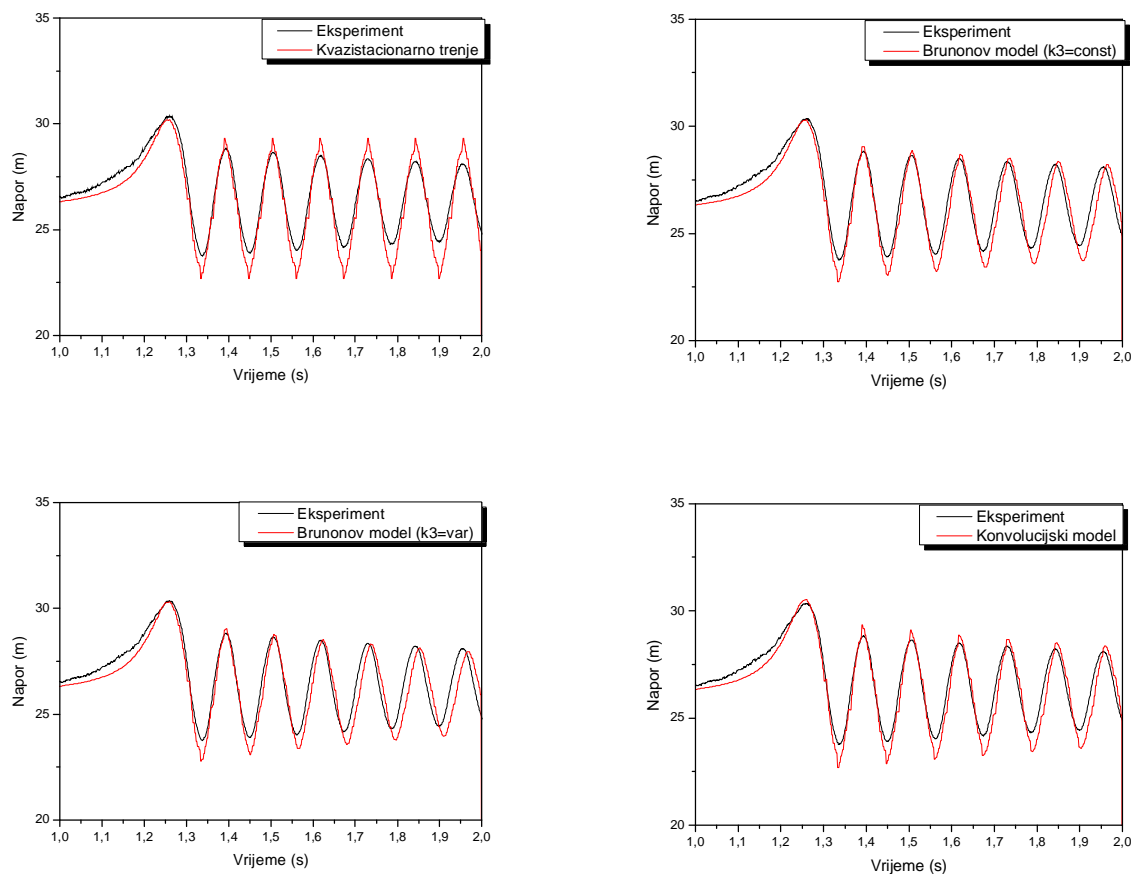 35
30
25
20
Napor (m)
Eksperiment
Kvazistacionarno trenje
1,0 1,1 1,2 1,3 1,4 1,5 1,6 1,7 1,8 1,9 2,0
Vrijeme (s)
35
30
25
20
Napor (m)
Eksperiment
Brunonov model (k3=const)
1,0 1,1 1,2 1,3 1,4 1,5 1,6 1,7 1,8 1,9 2,0
Vrijeme (s)
35
30
25
20
Napor (m)
Eksperiment
Brunonov model (k3=var)
1,0 1,1 1,2 1,3 1,4 1,5 1,6 1,7 1,8 1,9 2,0
Vrijeme (s)
35
30
25
20
Napor (m)
Eksperiment
Konvolucijski model
1,0 1,1 1,2 1,3 1,4 1,5 1,6 1,7 1,8 1,9 2,0
Vrijeme (s)